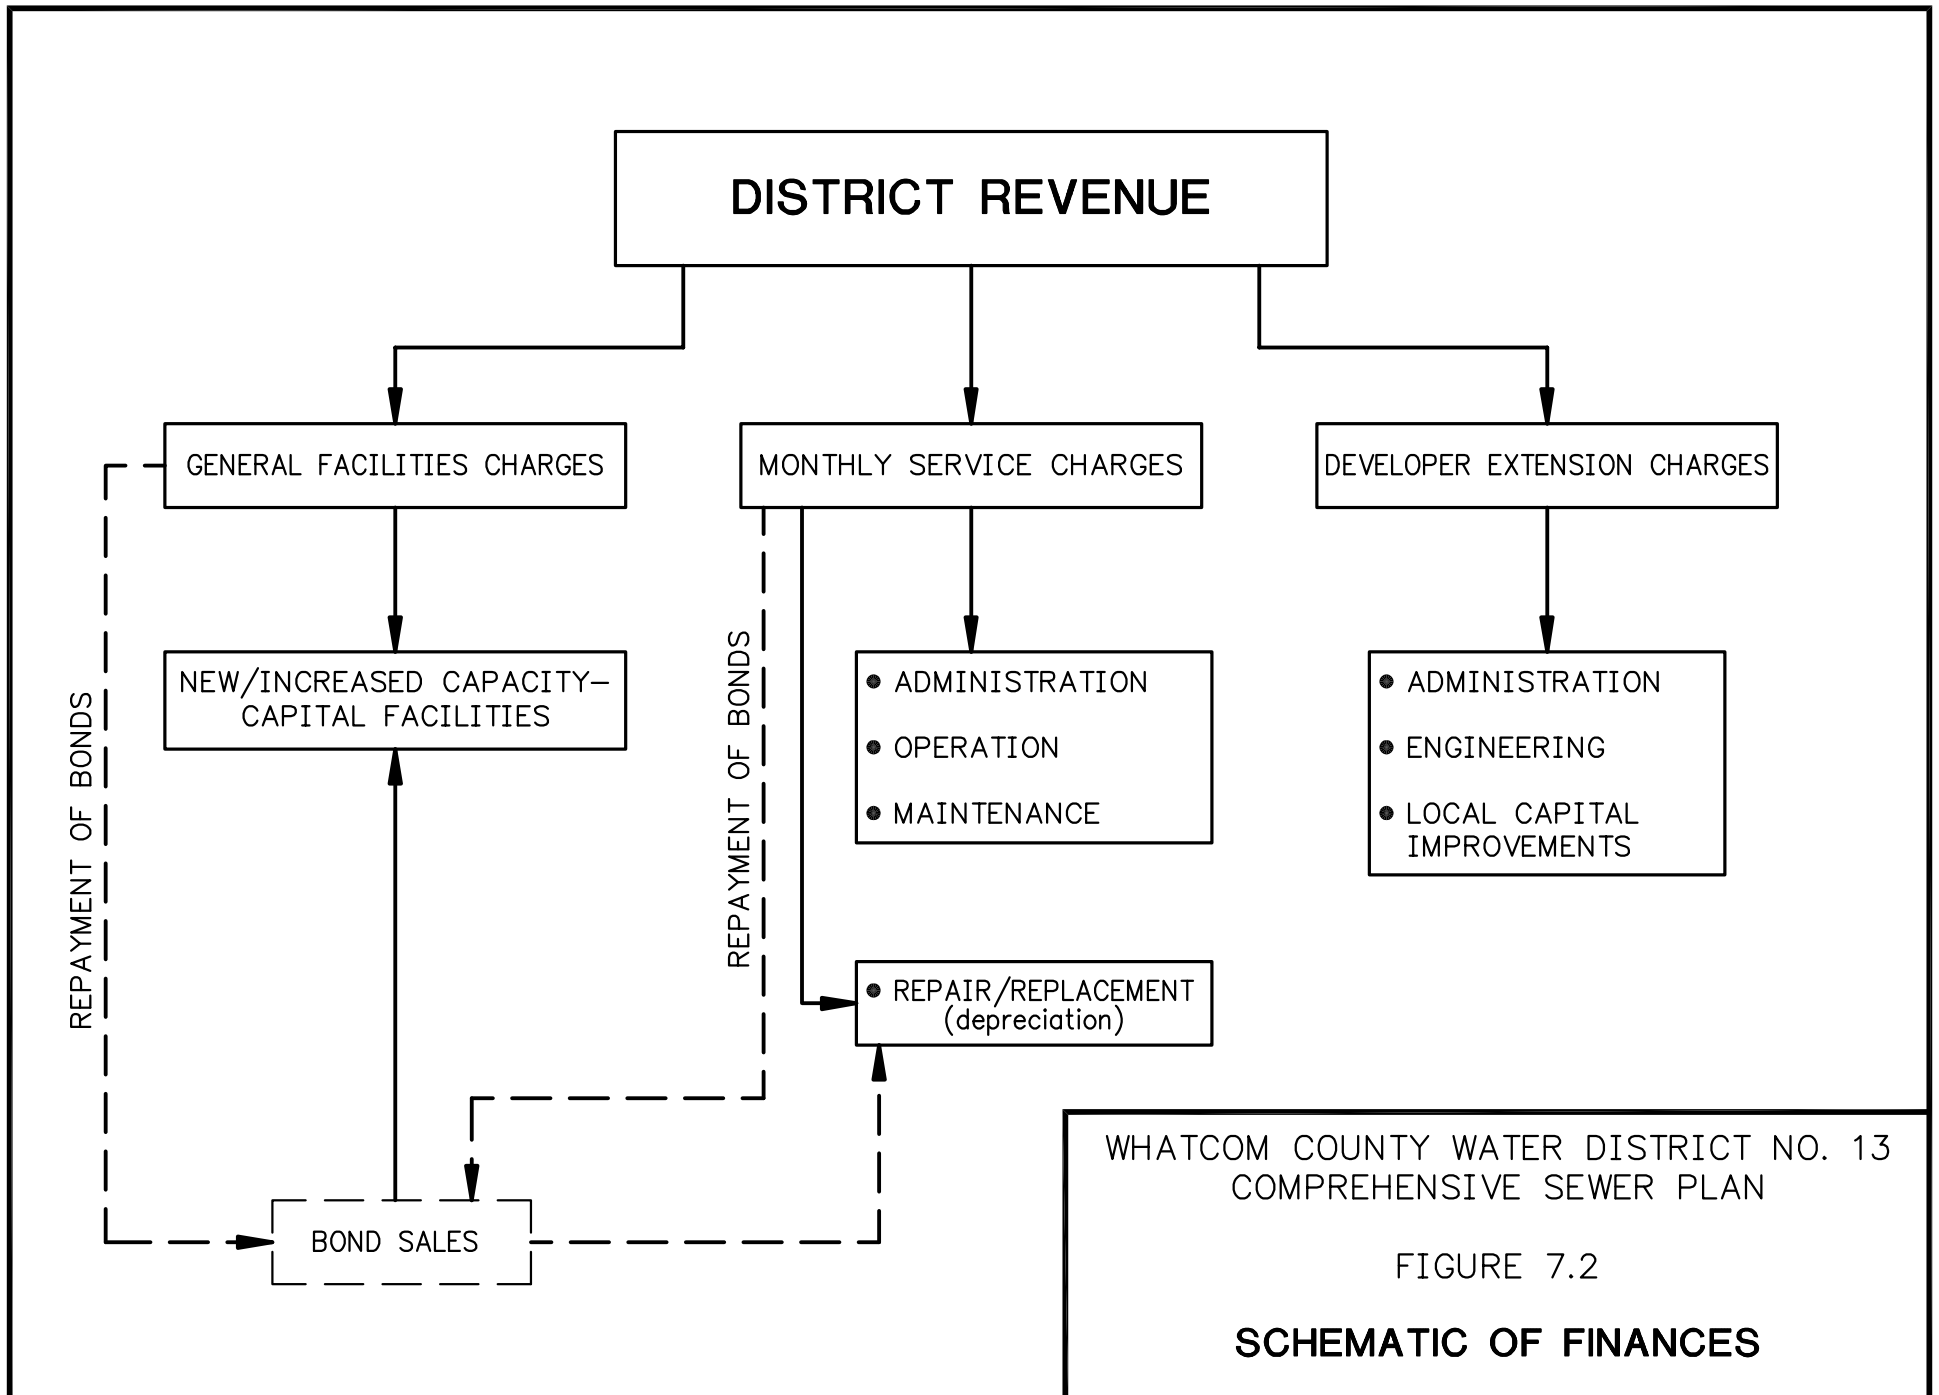 DISTRICT REVENUE
GENERAL FACILITIES CHARGES
MONTHLY SERVICE CHARGES
DEVELOPER EXTENSION CHARGES
REPAYMENT OF BONDS
NEW/INCREASED CAPACITY-
CAPITAL FACILITIES
REPAYMENT OF BONDS
• ADMINISTRATION
• OPERATION
• MAINTENANCE
• ADMINISTRATION
• ENGINEERING
• LOCAL CAPITAL
IMPROVEMENTS
• REPAIR/REPLACEMENT
(depreciation)
BOND SALES
WHATCOM COUNTY WATER DISTRICT NO. 13
COMPREHENSIVE SEWER PLAN
FIGURE 7.2
SCHEMATIC OF FINANCES